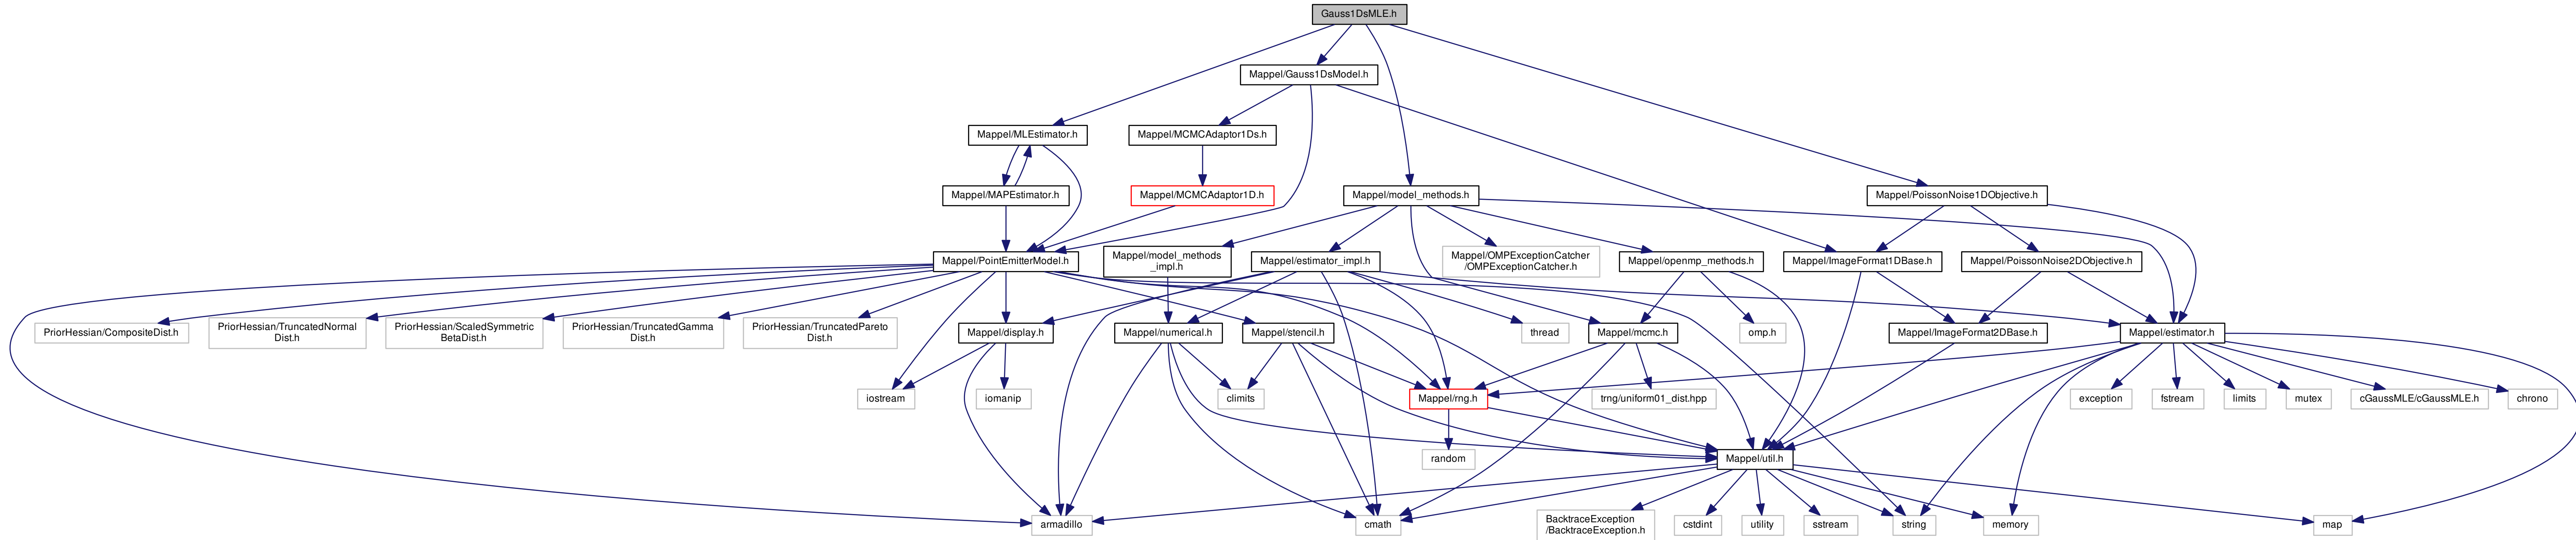 Gauss1DsMLE.h
Mappel/Gauss1DsModel.h
Mappel/MLEstimator.h
Mappel/MCMCAdaptor1Ds.h
Mappel/MAPEstimator.h
Mappel/MCMCAdaptor1D.h
Mappel/model_methods.h
Mappel/PoissonNoise1DObjective.h
Mappel/PointEmitterModel.h
Mappel/model_methods
_impl.h
Mappel/estimator_impl.h
Mappel/OMPExceptionCatcher
/OMPExceptionCatcher.h
Mappel/openmp_methods.h
Mappel/ImageFormat1DBase.h
Mappel/PoissonNoise2DObjective.h
PriorHessian/CompositeDist.h
PriorHessian/TruncatedNormal
Dist.h
PriorHessian/ScaledSymmetric
BetaDist.h
PriorHessian/TruncatedGamma
Dist.h
PriorHessian/TruncatedPareto
Dist.h
Mappel/display.h
Mappel/numerical.h
Mappel/stencil.h
thread
Mappel/mcmc.h
omp.h
Mappel/ImageFormat2DBase.h
Mappel/estimator.h
iostream
iomanip
climits
Mappel/rng.h
trng/uniform01_dist.hpp
exception
fstream
limits
mutex
cGaussMLE/cGaussMLE.h
chrono
random
Mappel/util.h
armadillo
cmath
BacktraceException
/BacktraceException.h
cstdint
utility
sstream
string
memory
map